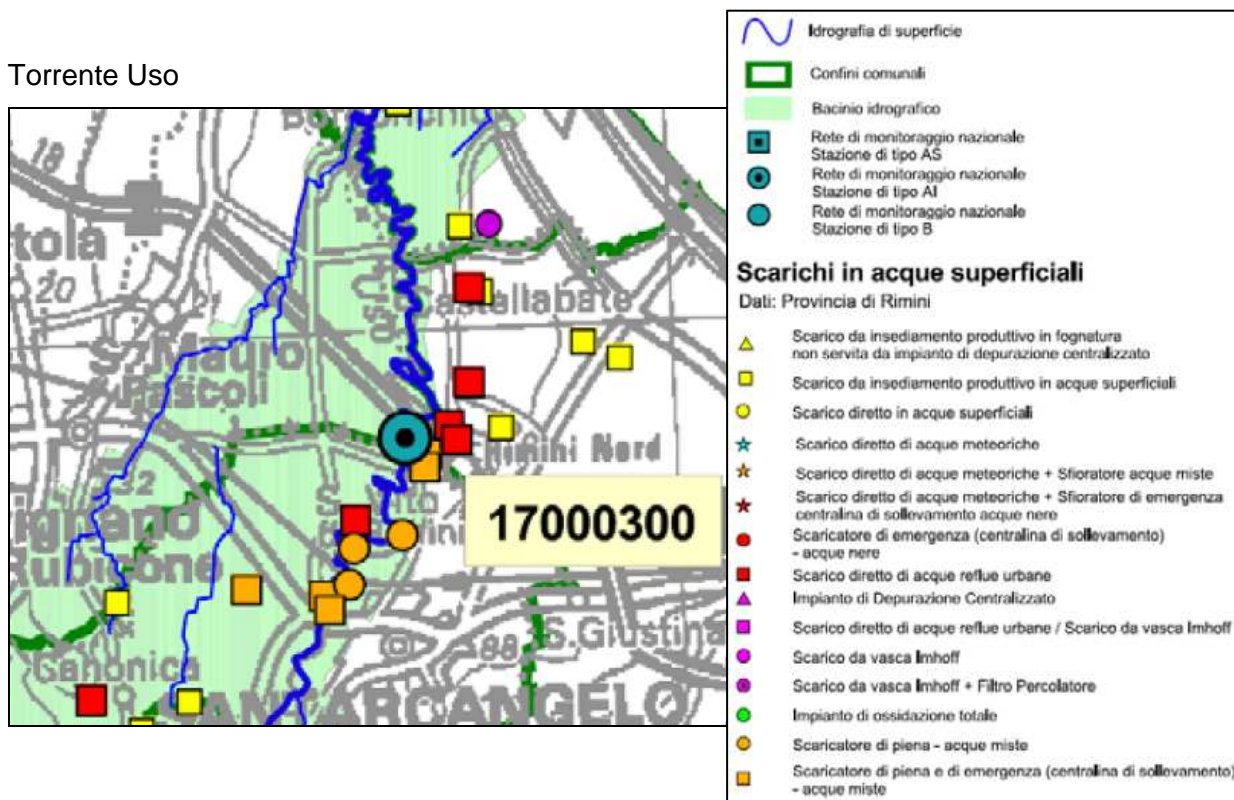 Torrente Uso
18
tola
20
21
S. Mauro
Pascoli
Castellabate
Rimini Nord
32
S. Vito
17000300
Rubicone
88
S.Giustina
Canonica
SANTARCANGELO
Idrografia di superficie
Confini comunali
Bacinio idrografico
Rete di monitoraggio nazionale
Stazione di tipo AS
Rete di monitoraggio nazionale
Stazione di tipo AI
Rete di monitoraggio nazionale
Stazione di tipo B
Scarichi in acque superficiali
Dati: Provincia di Rimini
Scarico da insediamento produttivo in fognatura
non servita da impianto di depurazione centralizzato
Scarico da insediamento produttivo in acque superficiali
Scarico diretto in acque superficiali
Scarico diretto di acque meteoriche
Scarico diretto di acque meteoriche + Sfioratore acque miste
Scarico diretto di acque meteoriche + Sfioratore di emergenza
centralina di sollevamento acque nere
Scaricatore di emergenza (centralina di sollevamento)
- acque nere
Scarico diretto di acque reflue urbane
Impianto di Depurazione Centralizzato
Scarico diretto di acque reflue urbane / Scarico da vasca Imhoff
Scarico da vasca Imhoff
Scarico da vasca Imhoff + Filtro Percolatore
Impianto di ossidazione totale
Scaricatore di piena - acque miste
Scaricatore di piena e di emergenza (centralina di sollevamento)
- acque miste